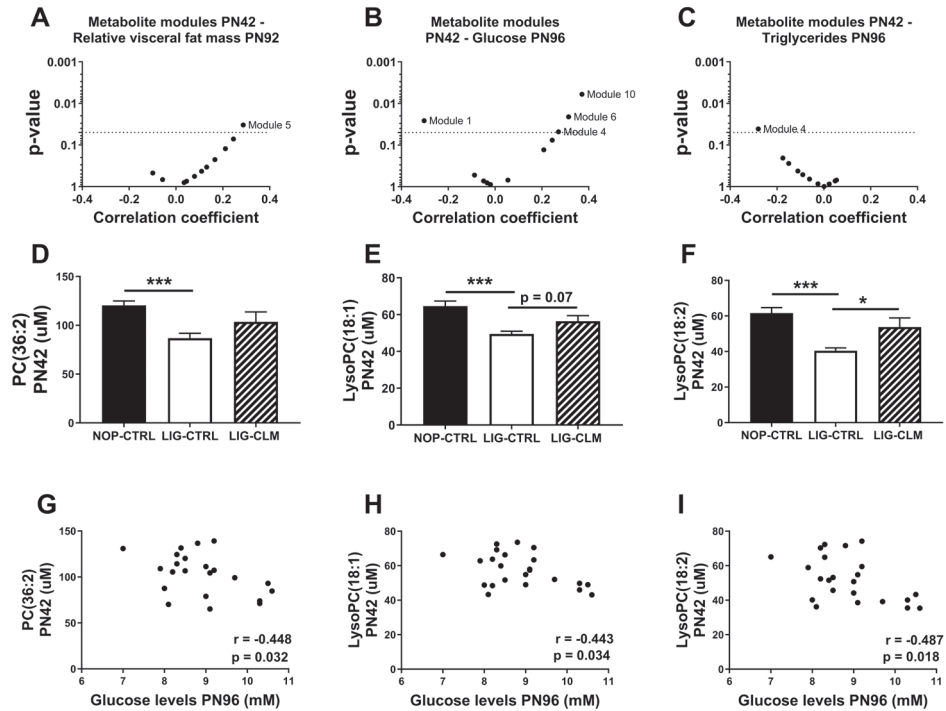 A
Metabolite modules PN42 -
Relative visceral fat mass PN92
p-value
0.001
0.01
0.1
1
Module 5
-0.4 -0.2 0.0 0.2 0.4
Correlation coefficient
B
Metabolite modules
PN42 - Glucose PN96
p-value
0.001
0.01
0.1
1
Module 10
Module 1
Module 6
Module 4
-0.4 -0.2 0.0 0.2 0.4
Correlation coefficient
C
Metabolite modules PN42 -
Triglycerides PN96
p-value
0.001
0.01
0.1
1
Module 4
-0.4 -0.2 0.0 0.2 0.4
Correlation coefficient
D
PC(36:2)
PN42 (uM)
150
100
50
0
***
NOP-CTRL LIG-CTRL LIG-CLM
E
LysoPC(18:1)
PN42 (uM)
80
60
40
20
0
***
p = 0.07
NOP-CTRL LIG-CTRL LIG-CLM
F
LysoPC(18:2)
PN42 (uM)
80
60
40
20
0
***
*
NOP-CTRL LIG-CTRL LIG-CLM
G
PC(36:2)
PN42 (uM)
150
100
50
0
r = -0.448
p = 0.032
6 7 8 9 10 11
Glucose levels PN96 (mM)
H
LysoPC(18:1)
PN42 (uM)
80
60
40
20
0
r = -0.443
p = 0.034
6 7 8 9 10 11
Glucose levels PN96 (mM)
I
LysoPC(18:2)
PN42 (uM)
80
60
40
20
0
r = -0.487
p = 0.018
6 7 8 9 10 11
Glucose levels PN96 (mM)